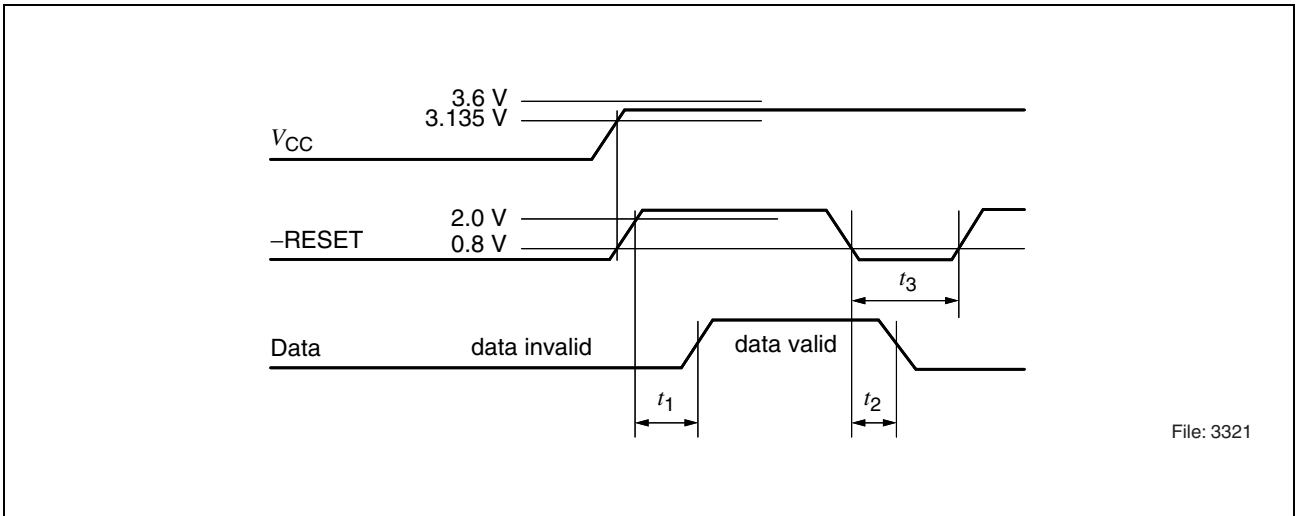 3.6 V
3.135 V
VCC
2.0 V
–RESET
0.8 V
t3
Data
data invalid
data valid
t1
t2
File: 3321